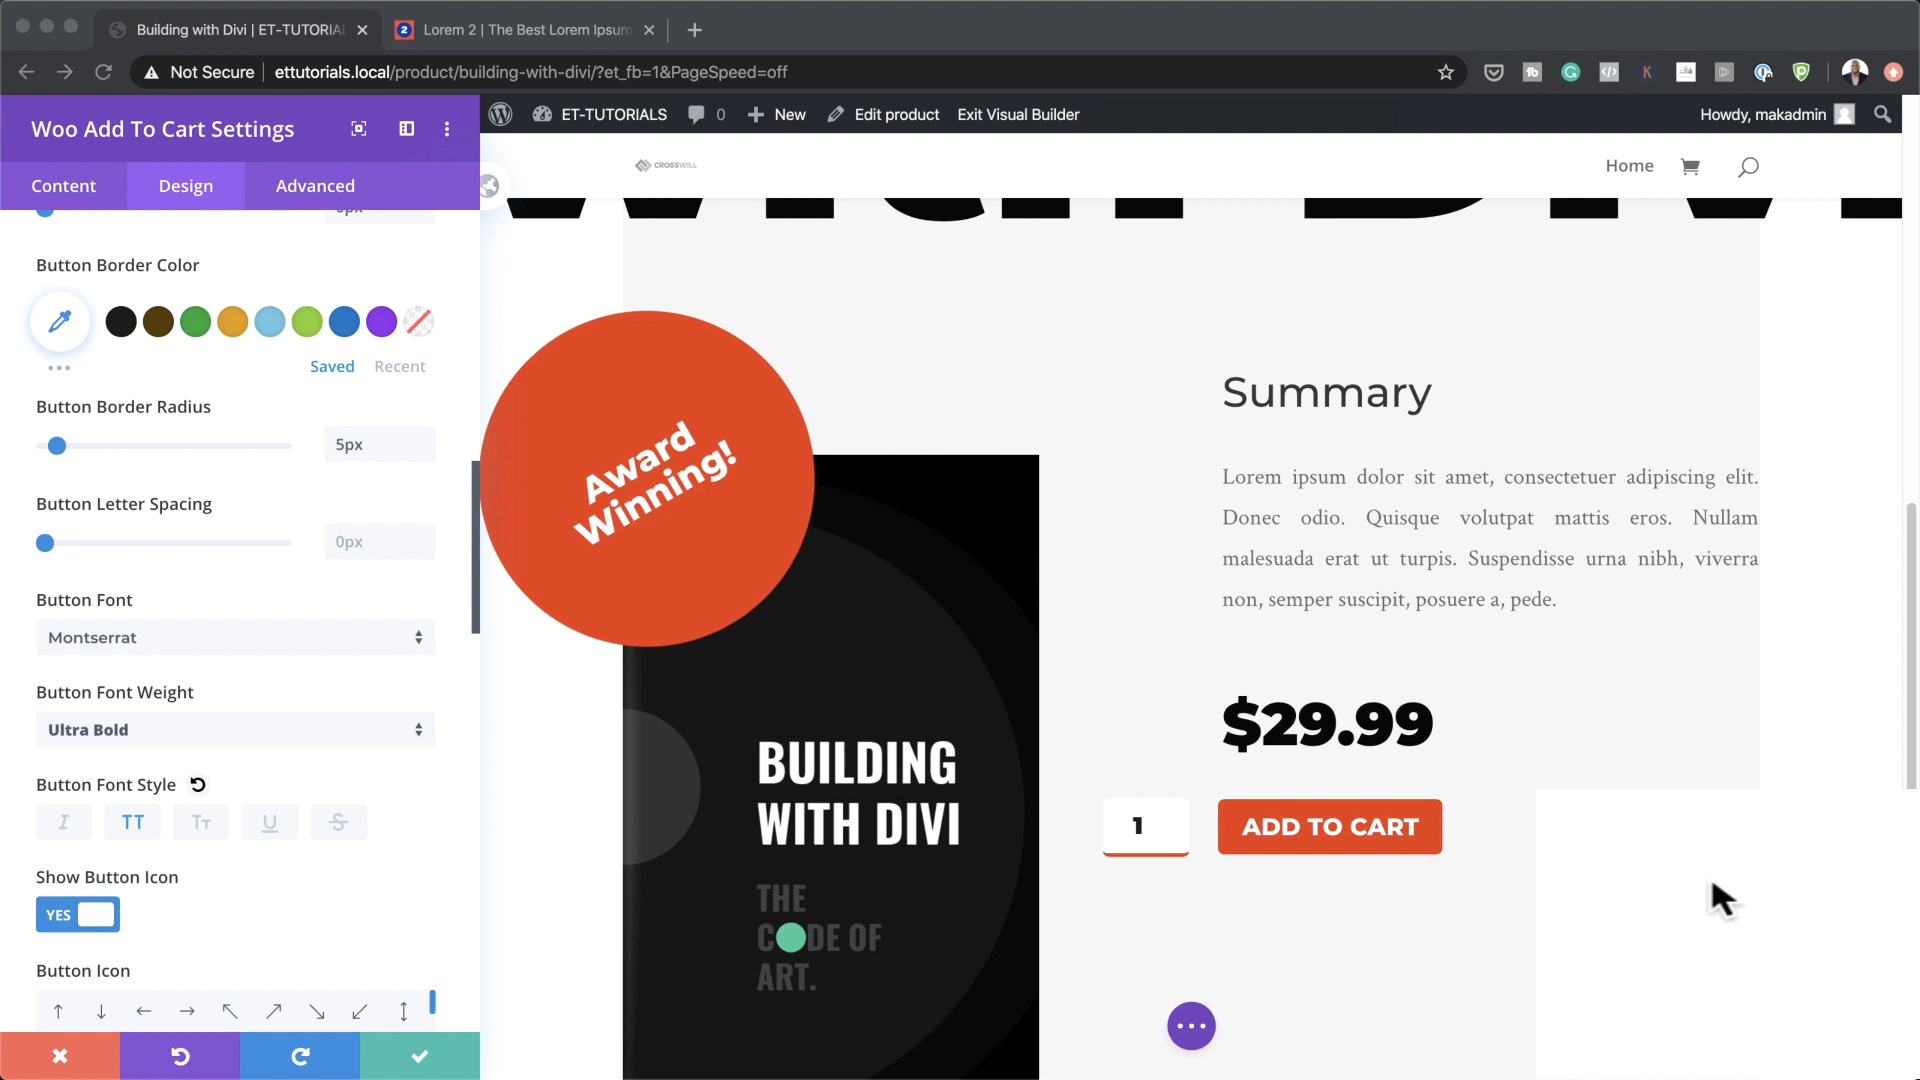 Building with Divi | ET-TUTORIAL
Lorem 2 | The Best Lorem Ipsum
Not Secure
ettutorials.local/product/building-with-divi/?et_fb=1&PageSpeed=off
Woo Add To Cart Settings
ET-TUTORIALS
0
New
Edit product
Exit Visual Builder
Howdy, makadmin
Content
Design
Advanced
CROSSWILL
Home
0px
Button Border Color
Saved
Recent
Button Border Radius
5px
Button Letter Spacing
0px
Button Font
Montserrat
Button Font Weight
Ultra Bold
Button Font Style
I
TT
Tт
U
S
Show Button Icon
YES
Button Icon
WITH DIVI
Award
Winning!
BUILDING
WITH DIVI
THE
CODE OF
ART.
Summary
Lorem ipsum dolor sit amet, consectetuer adipiscing elit.
Donec odio. Quisque volutpat mattis eros. Nullam
malesuada erat ut turpis. Suspendisse urna nibh, viverra
non, semper suscipit, posuere a, pede.
$29.99
1
ADD TO CART